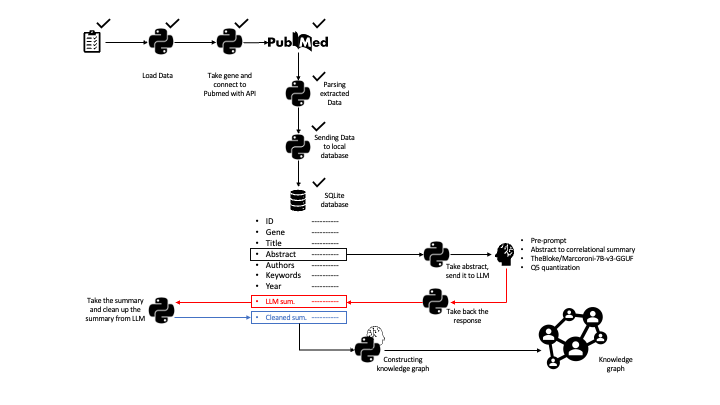 PubMed
Load Data
Take gene and
connect to
Pubmed with API
Parsing
extracted
Data
Sending Data
to local
database
SQLite
database
• ID ----------
• Gene ----------
• Title ----------
• Abstract ----------
• Authors ----------
• Keywords ----------
• Year ----------
• LLM sum. ----------
• Cleaned sum. ----------
Take abstract,
send it to LLM
• Pre-prompt
• Abstract to correlational summary
• TheBloke/Marcoroni-7B-v3-GGUF
• Q5 quantization
Take back the
response
Take the summary
and clean up the
summary from LLM
Constructing
knowledge graph
Knowledge
graph